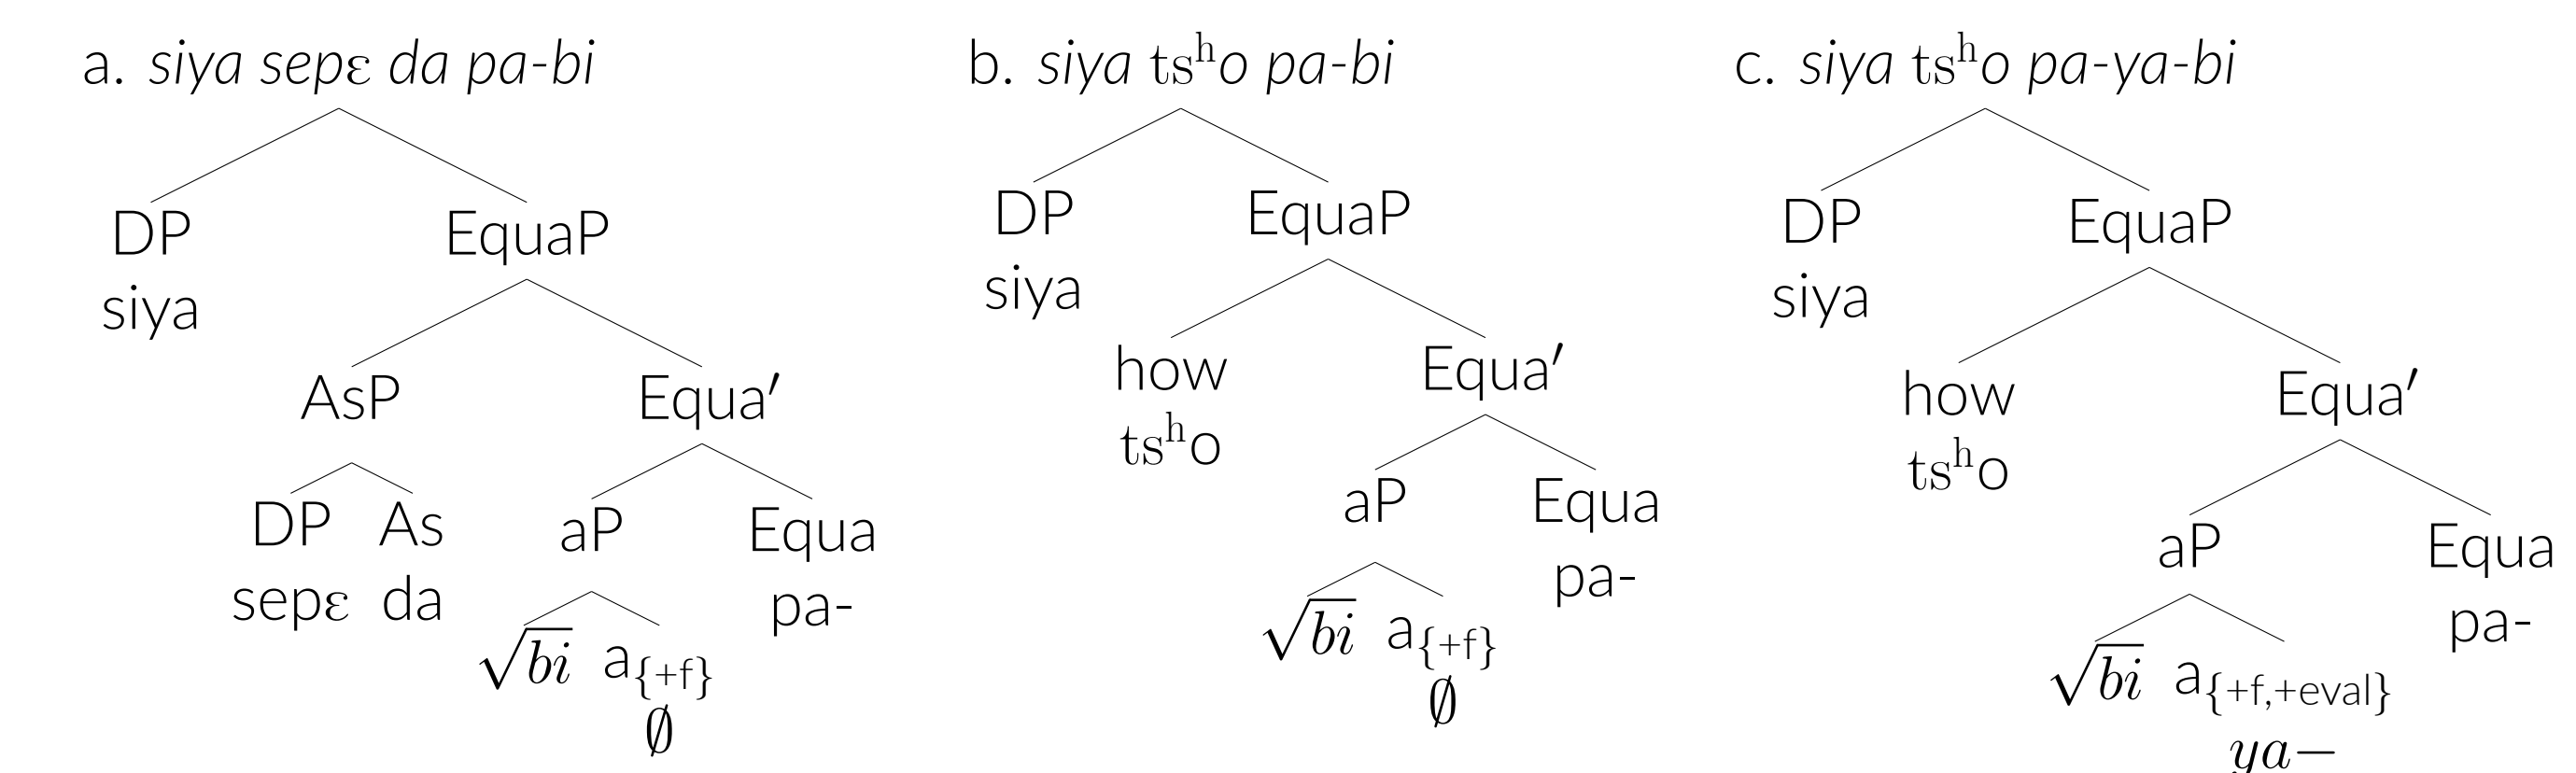 a. siya sepɛ da pa-bi
DP EquaP
siya
AsP Equa′
DP As aP Equa
sepɛ da pa-
√bi a{+f}
∅
b. siya tsʰo pa-bi
DP EquaP
siya
how Equa′
tsʰo
aP Equa
pa-
√bi a{+f}
∅
c. siya tsʰo pa-ya-bi
DP EquaP
siya
how Equa′
tsʰo
aP Equa
pa-
√bi a{+f,+eval}
ya−